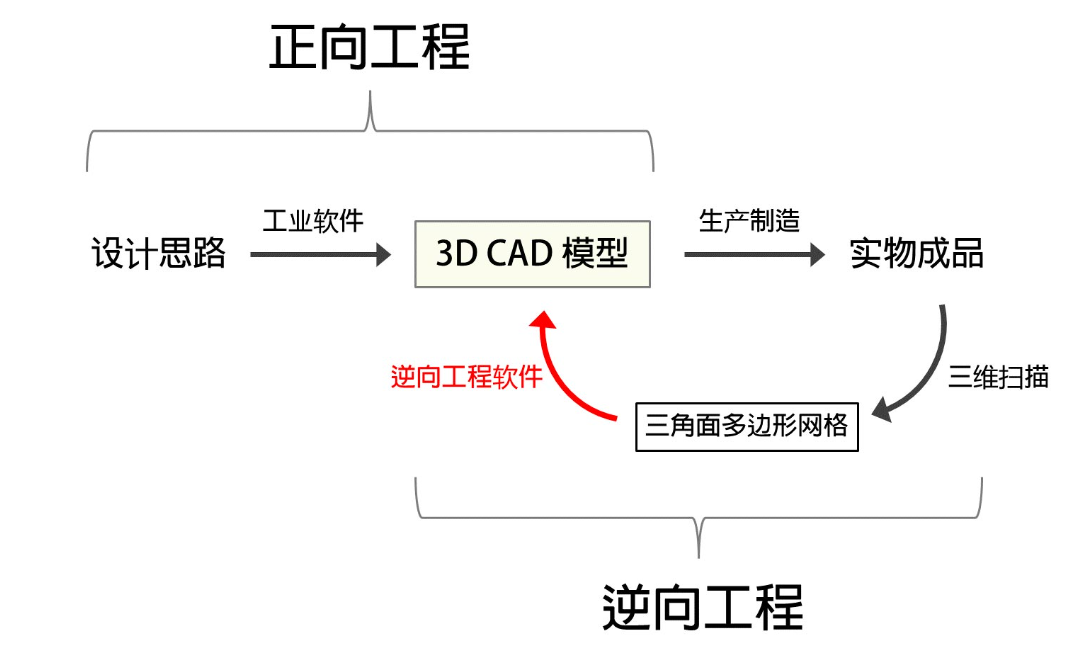 正向工程
工业软件
生产制造
设计思路
3D CAD 模型
实物成品
逆向工程软件
三维扫描
三角面多边形网格
逆向工程